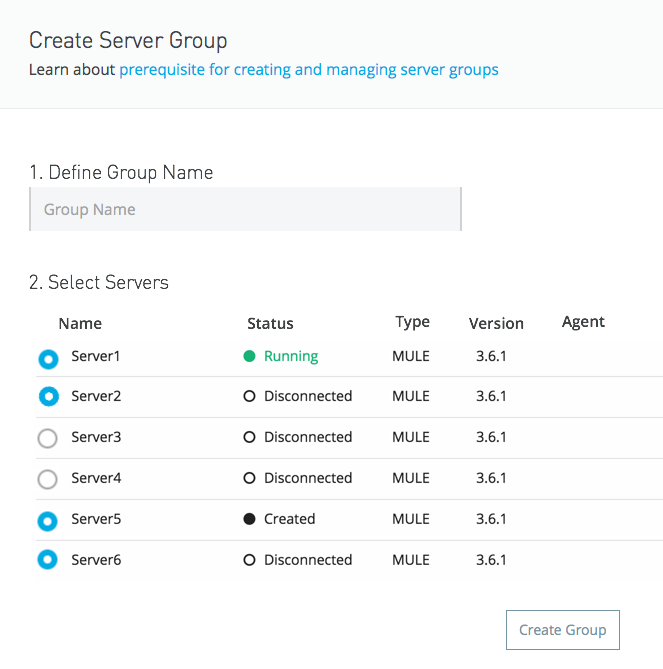 Create Server Group
Learn about prerequisite for creating and managing server groups
1. Define Group Name
Group Name
2. Select Servers
Name Status Type Version Agent
Server1 Running MULE 3.6.1
Server2 Disconnected MULE 3.6.1
Server3 Disconnected MULE 3.6.1
Server4 Disconnected MULE 3.6.1
Server5 Created MULE 3.6.1
Server6 Disconnected MULE 3.6.1
Create Group